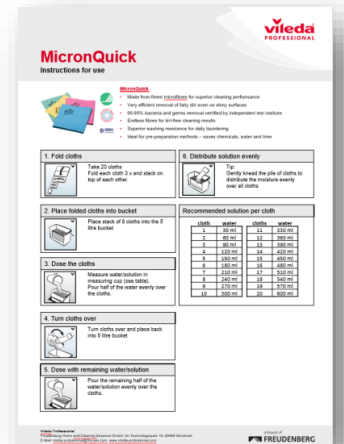 vileda
PROFESSIONAL
MicronQuick
Instructions for use
MicronQuick
Made from finest microfibres for superior cleaning performance
Very efficient removal of fatty dirt even on shiny surfaces
99.99% bacteria and germs removal certified by independent test institute
Endless fibres for lint-free cleaning results
Superior washing resistance for daily laundering
Ideal for pre-preparation methods – saves chemicals, water and time
1. Fold cloths
Take 20 cloths
Fold each cloth 3 x and stack on
top of each other.
2. Place folded cloths into bucket
Place stack of 5 cloths into the 5
litre bucket
3. Dose the cloths
Measure water/solution in
measuring cup (see table).
Pour half of the water evenly over
the cloths.
4. Turn cloths over
Turn cloths over and place back
into 5 litre bucket
5. Dose with remaining water/solution
Pour the remaining half of the
water/solution evenly over the
cloths.
6. Distribute solution evenly
Tip:
Gently knead the pile of cloths to
distribute the moisture evenly
over all cloths
Recommended solution per cloth
cloth water cloths water
1 30 ml 11 330 ml
2 60 ml 12 360 ml
3 90 ml 13 390 ml
4 120 ml 14 420 ml
5 150 ml 15 450 ml
6 180 ml 16 480 ml
7 210 ml 17 510 ml
8 240 ml 18 540 ml
9 270 ml 19 570 ml
10 300 ml 20 600 ml
Vileda Professional
Freudenberg Home and Cleaning Solutions GmbH, Im Technologiepark 19, 69469 Weinheim
FREUDENBERG